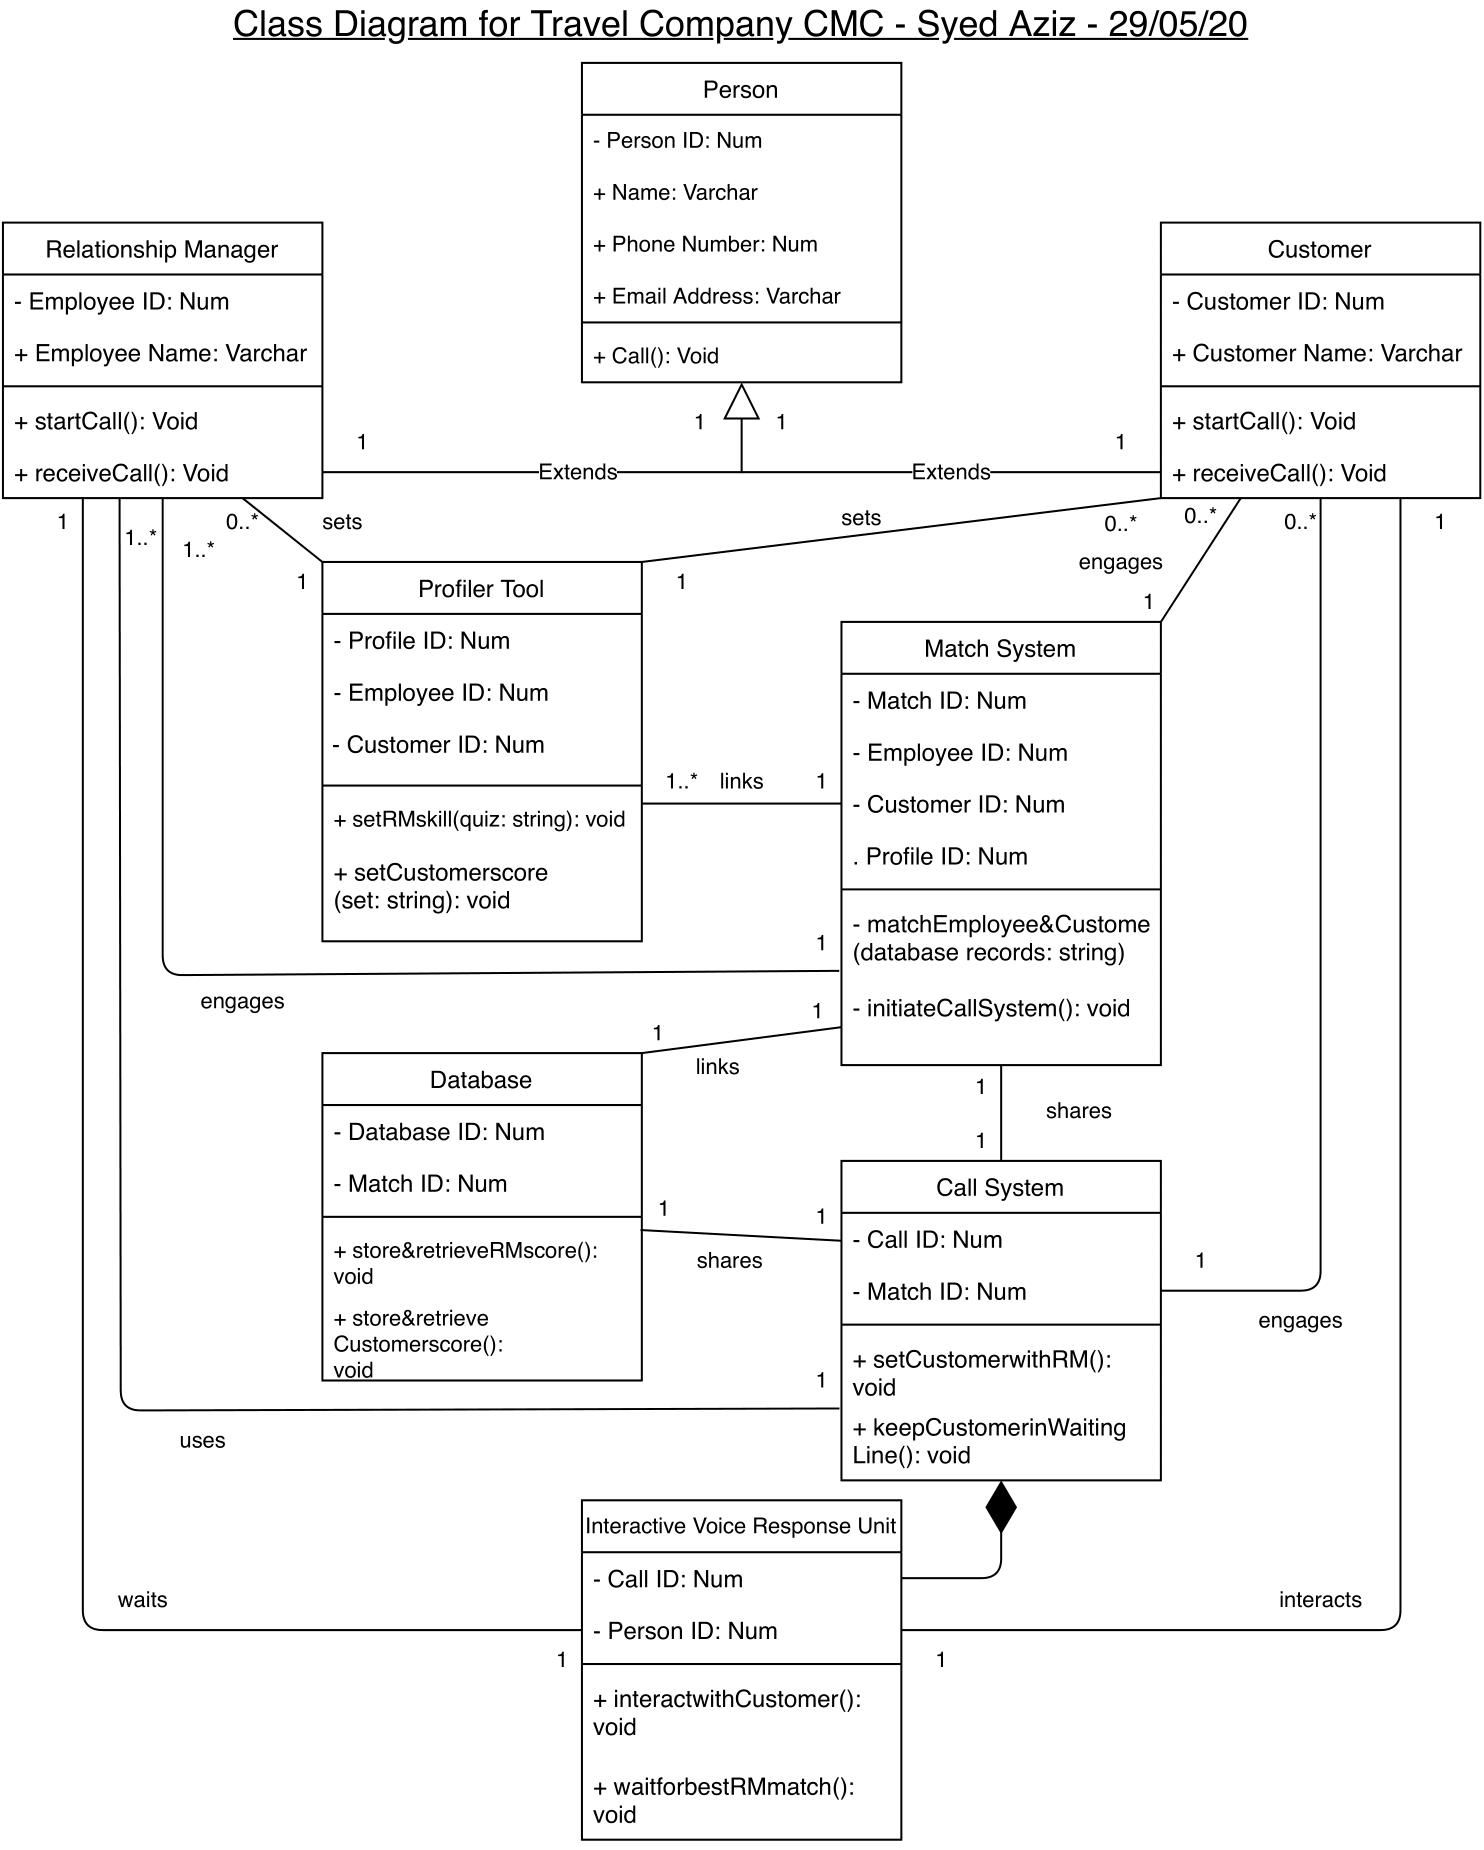 Class Diagram for Travel Company CMC - Syed Aziz - 29/05/20
Person
- Person ID: Num
+ Name: Varchar
+ Phone Number: Num
+ Email Address: Varchar
+ Call(): Void
Relationship Manager
- Employee ID: Num
+ Employee Name: Varchar
+ startCall(): Void
+ receiveCall(): Void
Customer
- Customer ID: Num
+ Customer Name: Varchar
+ startCall(): Void
+ receiveCall(): Void
1
1
1
Extends
Extends
1
1
1..*
1..*
0..*
sets
1
sets
0..*
1
0..*
engages
1
0..*
1
Profiler Tool
- Profile ID: Num
- Employee ID: Num
- Customer ID: Num
+ setRMskill(quiz: string): void
+ setCustomerscore
(set: string): void
1..*
links
1
Match System
- Match ID: Num
- Employee ID: Num
- Customer ID: Num
. Profile ID: Num
- matchEmployee&Custome
(database records: string)
- initiateCallSystem(): void
1
engages
1
1
links
Database
- Database ID: Num
- Match ID: Num
+ store&retrieveRMscore():
void
+ store&retrieve
Customerscore():
void
1
shares
1
1
1
shares
Call System
- Call ID: Num
- Match ID: Num
+ setCustomerwithRM():
void
+ keepCustomerinWaiting
Line(): void
1
engages
1
uses
Interactive Voice Response Unit
- Call ID: Num
- Person ID: Num
+ interactwithCustomer():
void
+ waitforbestRMmatch():
void
waits
1
interacts
1